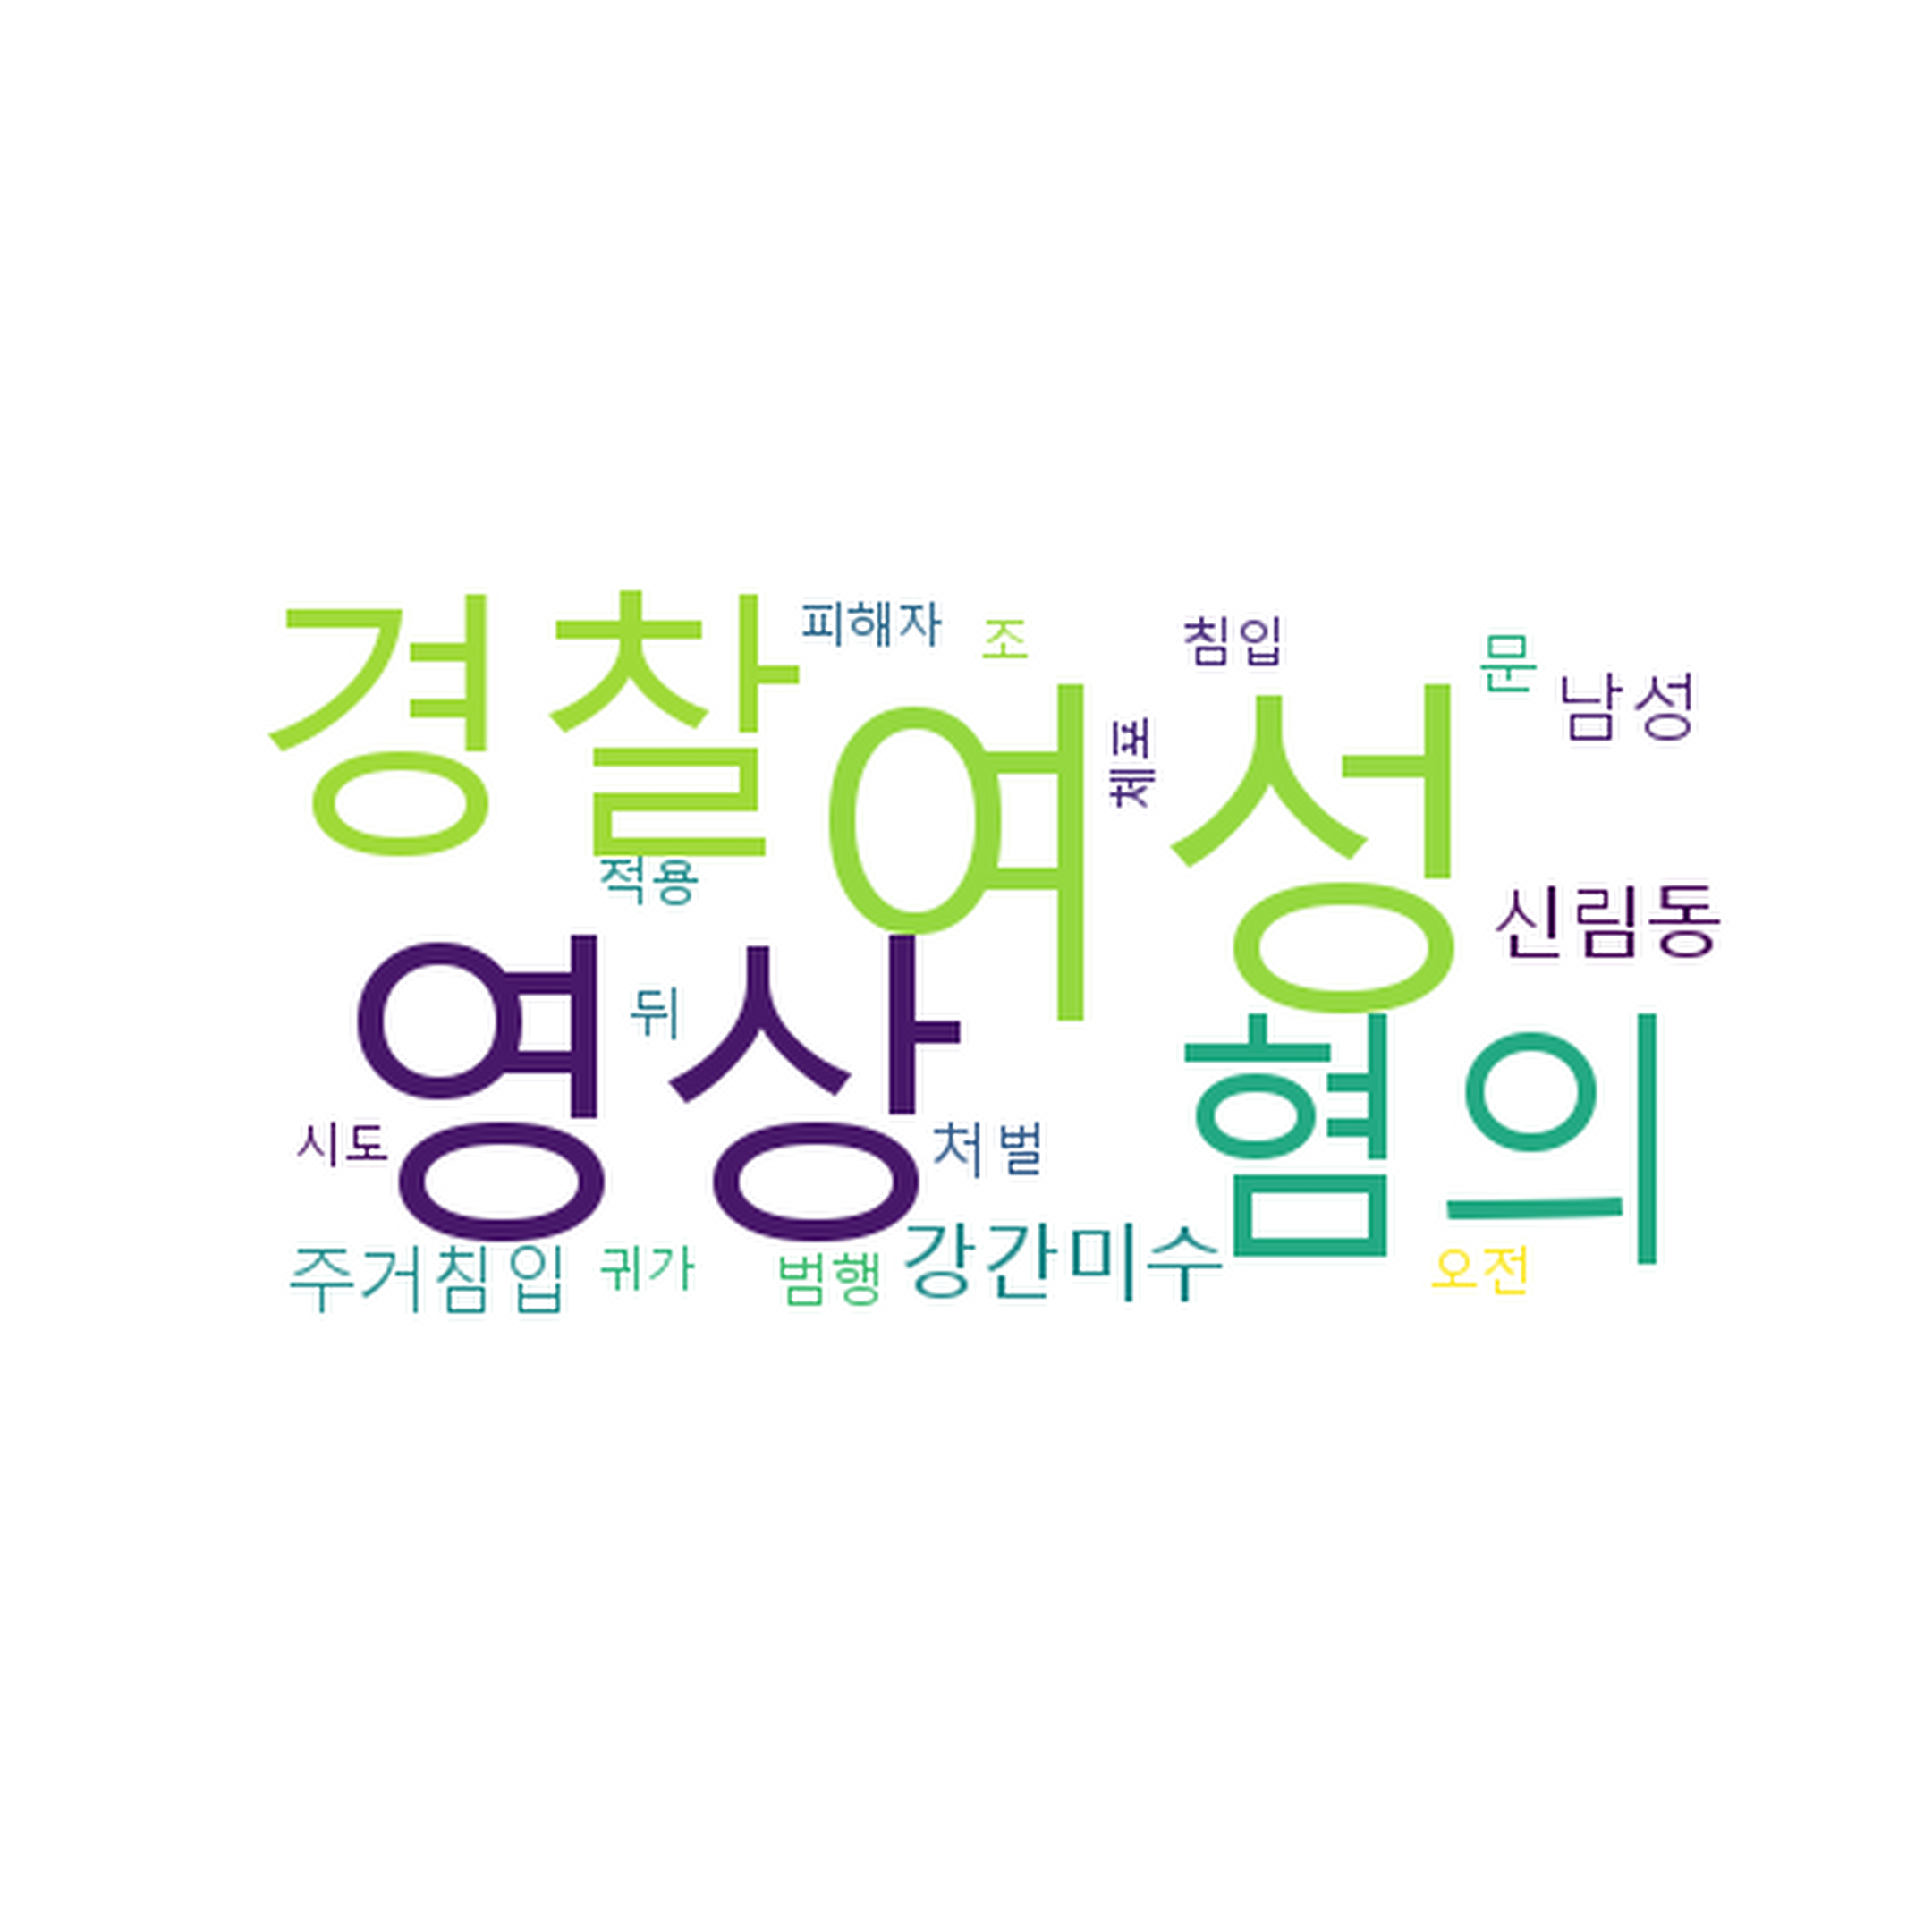 경찰
피해자
조
침입
문
남성
여성
체포
적용
신림동
영상
뒤
혐의
시도
처벌
주거침입
귀가
범행
강간미수
오전